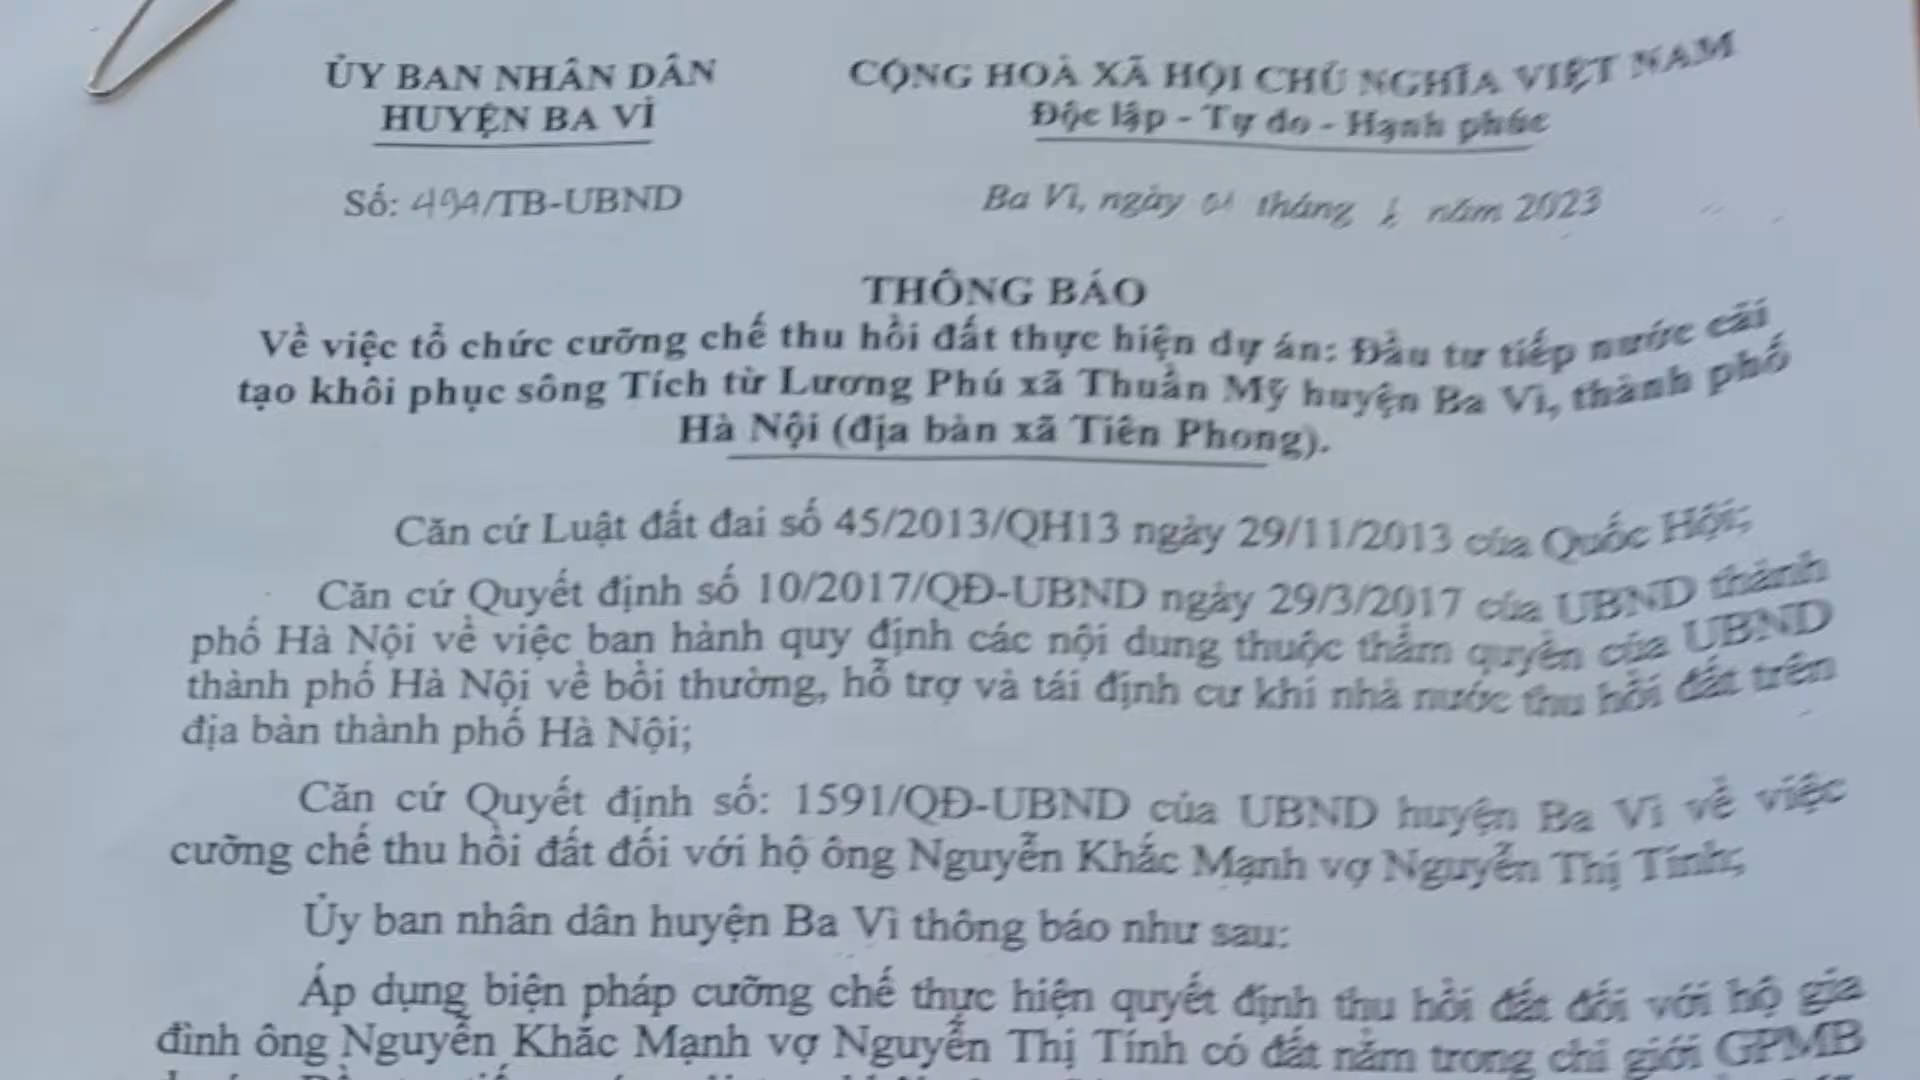 ỦY BAN NHÂN DÂN
HUYỆN BA VÌ
CỘNG HOÀ XÃ HỘI CHỦ NGHĨA VIỆT NAM
Độc lập - Tự do - Hạnh phúc
Số: 494/TB-UBND
Ba Vì, ngày tháng năm 2023
THÔNG BÁO
Về việc tổ chức cưỡng chế thu hồi đất thực hiện dự án: Đầu tư tiếp nước cải
tạo khôi phục sông Tích từ Lương Phú xã Thuần Mỹ huyện Ba Vì, thành phố
Hà Nội (địa bàn xã Tiên Phong).
Căn cứ Luật đất đai số 45/2013/QH13 ngày 29/11/2013 của Quốc Hội;
Căn cứ Quyết định số 10/2017/QĐ-UBND ngày 29/3/2017 của UBND thành
phố Hà Nội về việc ban hành quy định các nội dung thuộc thẩm quyền của UBND
thành phố Hà Nội về bồi thường, hỗ trợ và tái định cư khi nhà nước thu hồi đất trên
địa bàn thành phố Hà Nội;
Căn cứ Quyết định số: 1591/QĐ-UBND của UBND huyện Ba Vì về việc
cưỡng chế thu hồi đất đối với hộ ông Nguyễn Khắc Mạnh vợ Nguyễn Thị Tính;
Ủy ban nhân dân huyện Ba Vì thông báo như sau:
Áp dụng biện pháp cưỡng chế thực hiện quyết định thu hồi đất đối với hộ gia
đình ông Nguyễn Khắc Mạnh vợ Nguyễn Thị Tính có đất nằm trong chỉ giới GPMB